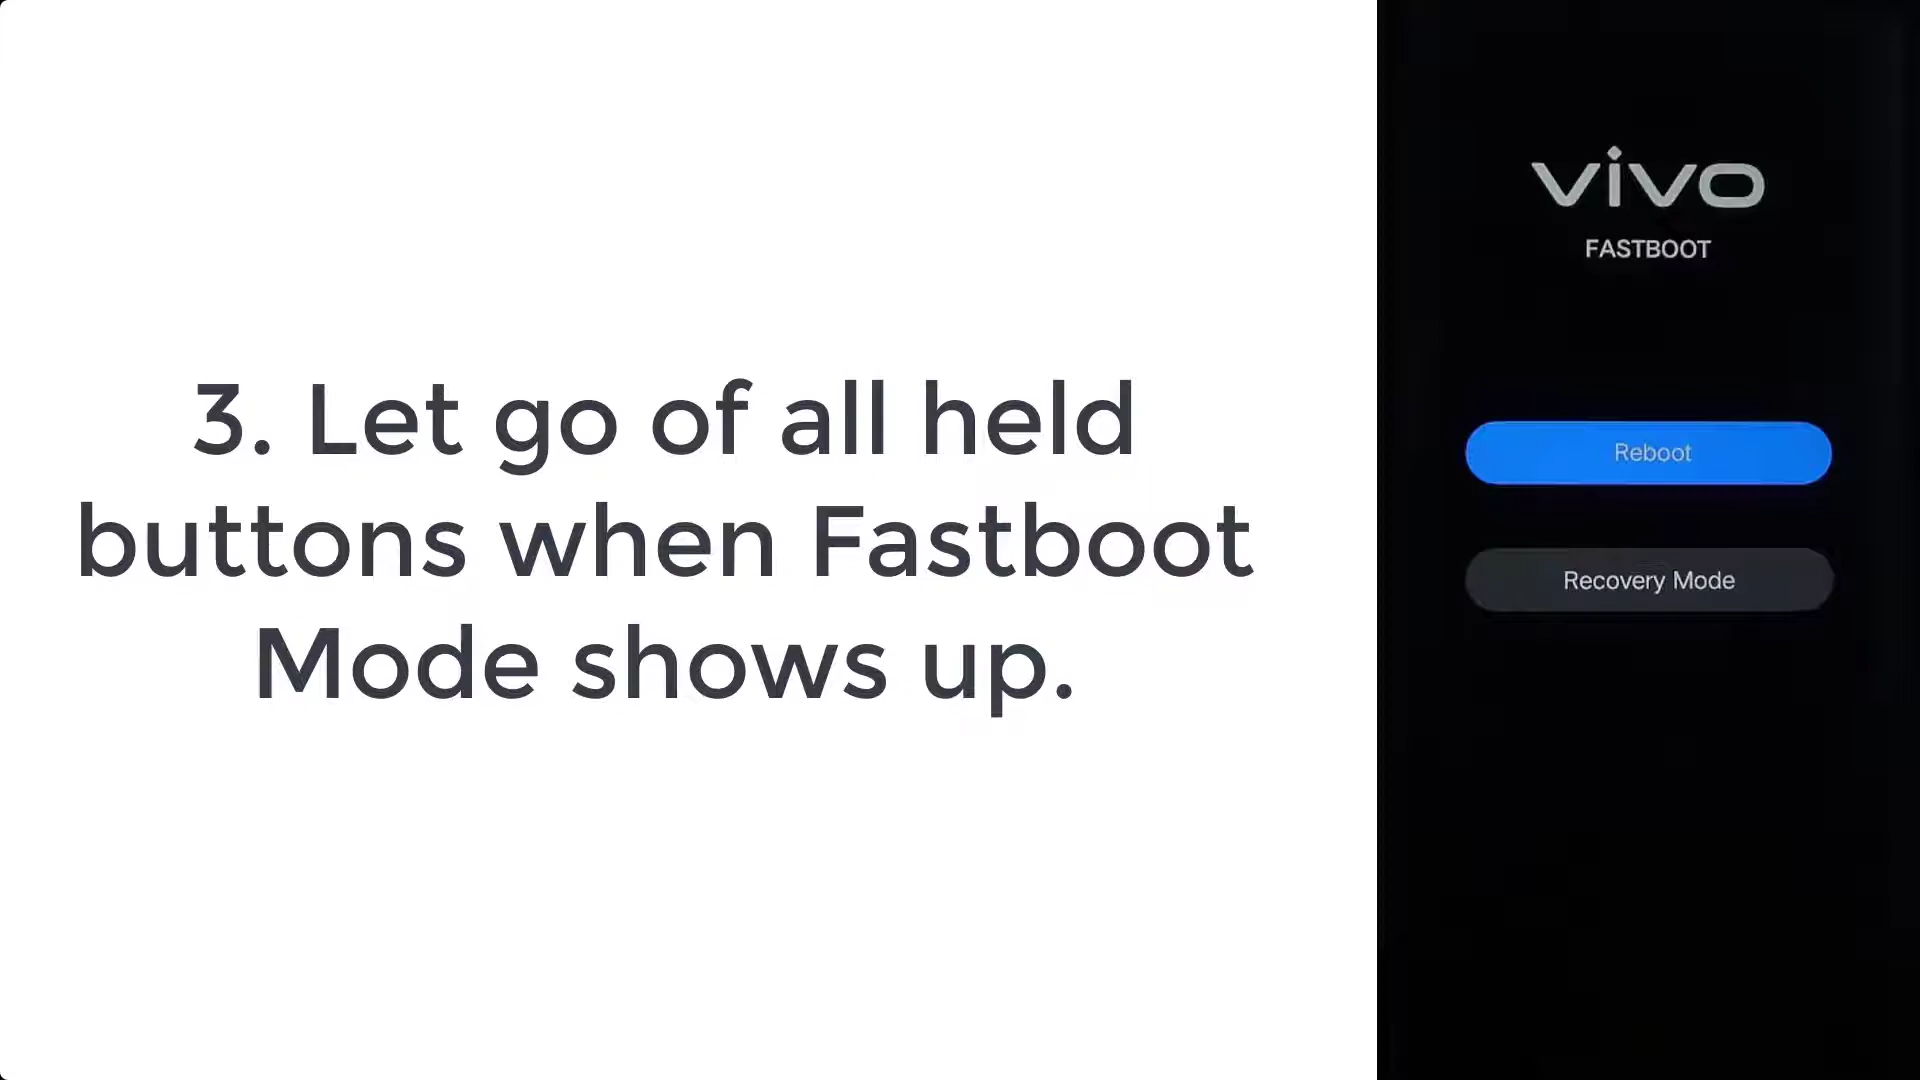 3. Let go of all held
buttons when Fastboot
Mode shows up.
vivo
FASTBOOT
Reboot
Recovery Mode